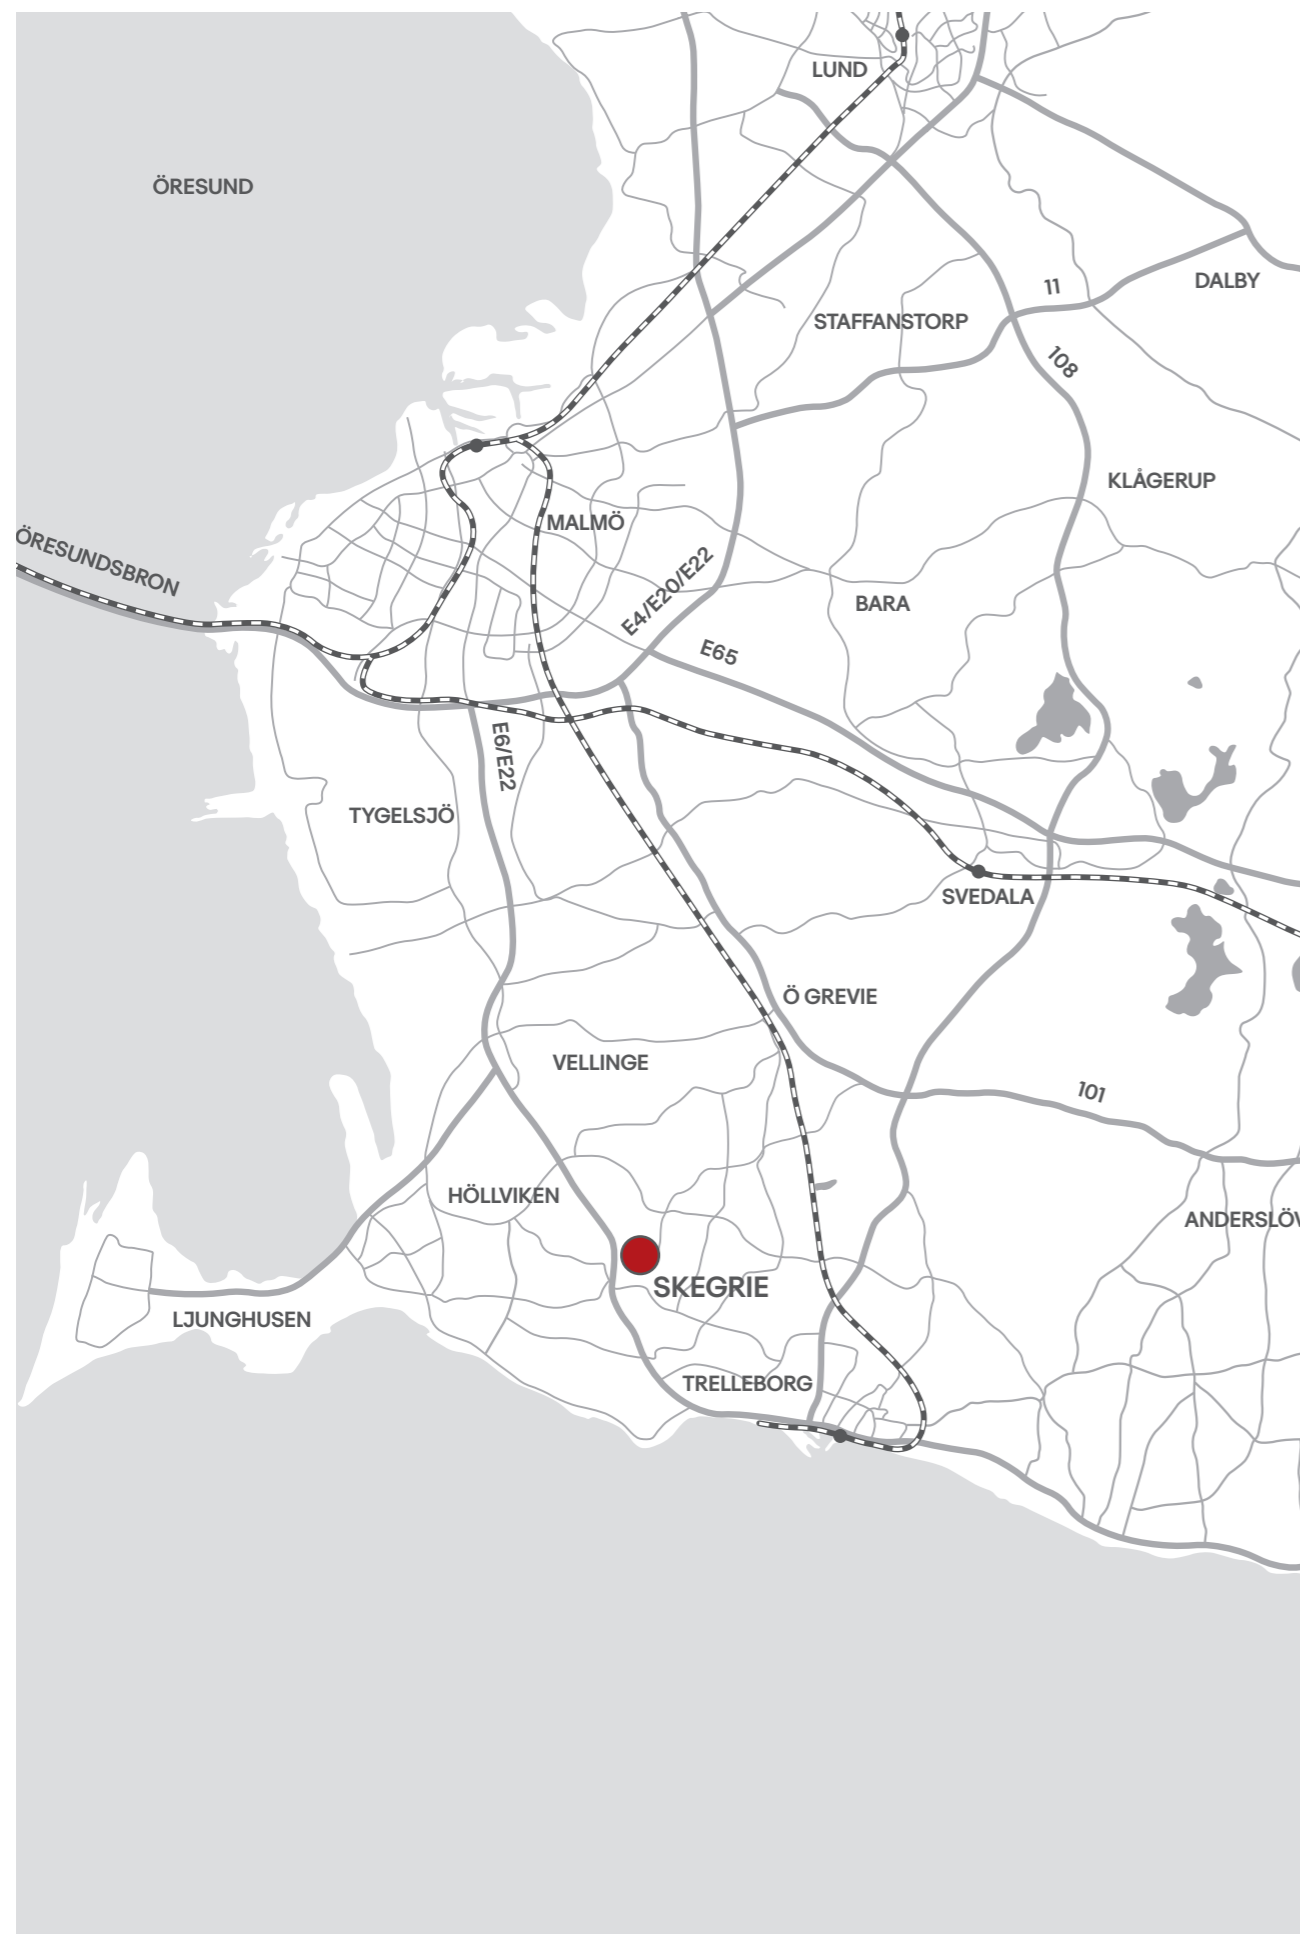 LUND
ÖRESUND
DALBY
11
STAFFANSTORP
108
KLÅGERUP
MALMÖ
ÖRESUNDSBRON
E4/E20/E22
BARA
E65
E6/E22
TYGELSJÖ
SVEDALA
Ö GREVIE
VELLINGE
101
HÖLLVIKEN
ANDERSLÖV
SKEGRIE
LJUNGHUSEN
TRELLEBORG